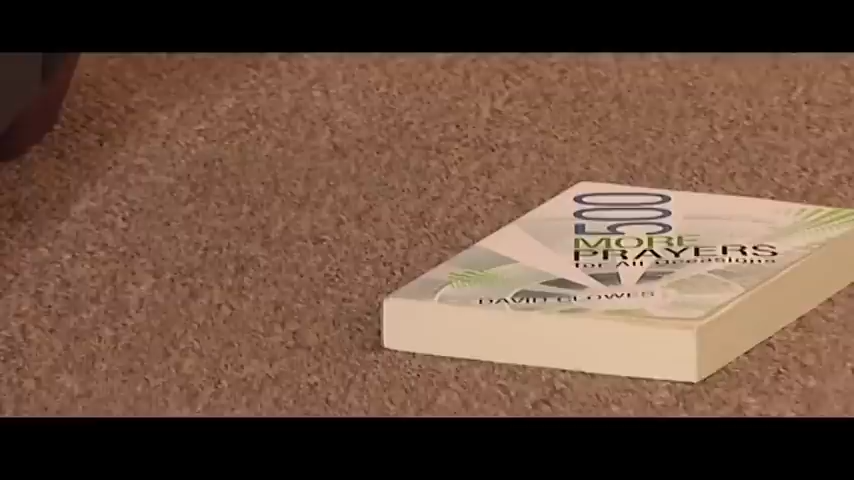 500
MORE
PRAYERS
for All Occasions
DAVID CLOWES